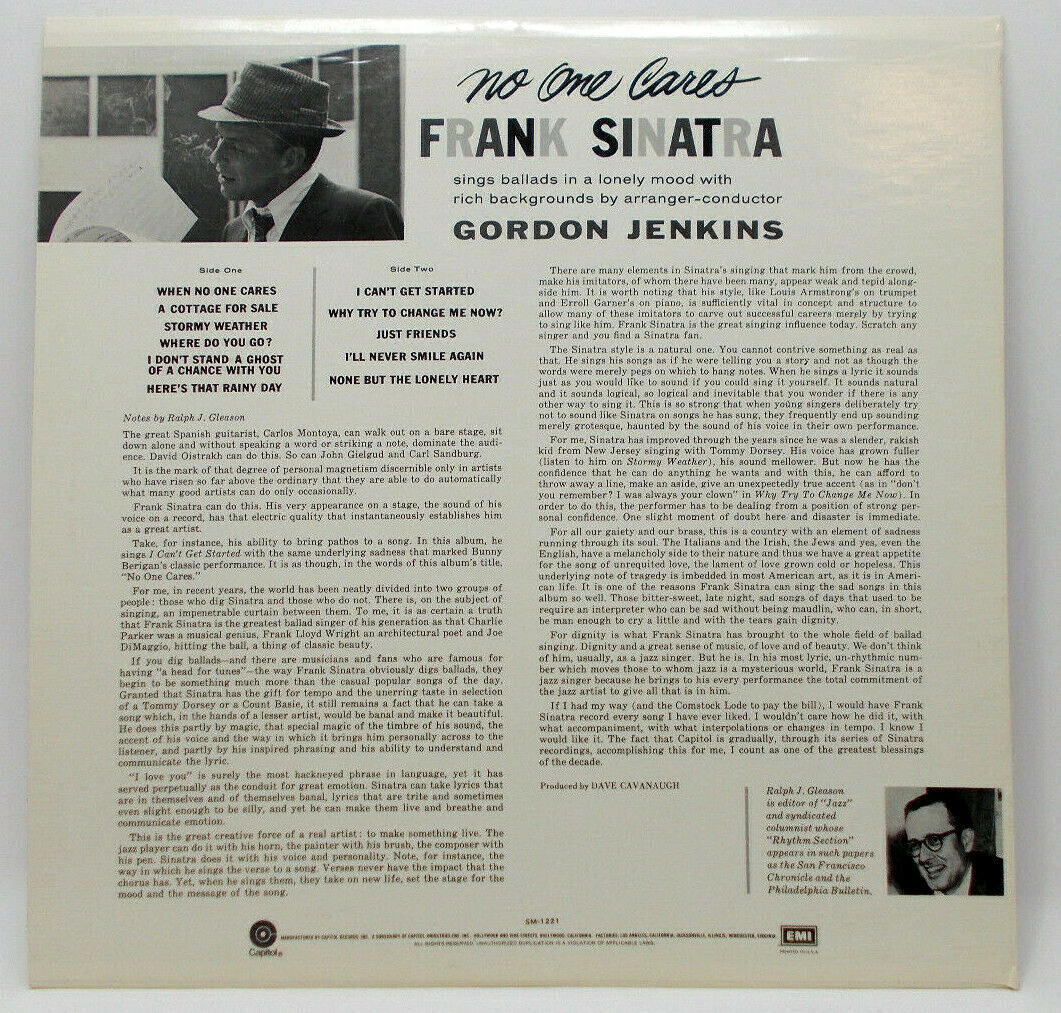 no One Cares
FRANK SINATRA
sings ballads in a lonely mood with
rich backgrounds by arranger-conductor
GORDON JENKINS
Side One
WHEN NO ONE CARES
A COTTAGE FOR SALE
STORMY WEATHER
WHERE DO YOU GO?
I DON'T STAND A GHOST
OF A CHANCE WITH YOU
HERE'S THAT RAINY DAY
Side Two
I CAN'T GET STARTED
WHY TRY TO CHANGE ME NOW?
JUST FRIENDS
I'LL NEVER SMILE AGAIN
NONE BUT THE LONELY HEART
Notes by Ralph J. Gleason
The great Spanish guitarist, Carlos Montoya, can walk out on a bare stage, sit
down alone and without speaking a word or striking a note, dominate the audi-
ence. David Oistrakh can do this. So can John Gielgud and Carl Sandburg.
It is the mark of that degree of personal magnetism discernible only in artists
who have risen so far above the ordinary that they are able to do automatically
what many good artists can do only occasionally.
Frank Sinatra can do this. His very appearance on a stage, the sound of his
voice on a record, has that electric quality that instantaneously establishes him
as a great artist.
Take, for instance, his ability to bring pathos to a song. In this album, he
sings I Can't Get Started with the same underlying sadness that marked Bunny
Berigan's classic performance. It is as though, in the words of this album's title,
"No One Cares."
For me, in recent years, the world has been neatly divided into two groups of
people: those who dig Sinatra and those who do not. There is, on the subject of
singing, an impenetrable curtain between them. To me, it is as certain a truth
that Frank Sinatra is the greatest ballad singer of his generation as that Charlie
Parker was a musical genius, Frank Lloyd Wright an architectural poet and Joe
DiMaggio, hitting the ball, a thing of classic beauty.
If you dig ballads—and there are musicians and fans who are famous for
having "a head for tunes"—the way Frank Sinatra obviously digs ballads, they
begin to be something much more than the casual popular songs of the day.
Granted that Sinatra has the gift for tempo and the unerring taste in selection
of a Tommy Dorsey or a Count Basie, it still remains a fact that he can take a
song which, in the hands of a lesser artist, would be banal and make it beautiful.
He does this partly by magic, that special magic of the timbre of his sound, the
accent of his voice and the way in which it brings him personally across to the
listener, and partly by his inspired phrasing and his ability to understand and
communicate the lyric.
"I love you" is surely the most hackneyed phrase in language, yet it has
served perpetually as the conduit for great emotion. Sinatra can take lyrics that
are in themselves and of themselves banal, lyrics that are trite and sometimes
even slight enough to be silly, and yet he can make them live and breathe and
communicate emotion.
This is the great creative force of a real artist: to make something live. The
jazz player can do it with his horn, the painter with his brush, the composer with
his pen. Sinatra does it with his voice and personality. Note, for instance, the
way in which he sings the verse to a song. Verses never have the impact that the
chorus has. Yet, when he sings them, they take on new life, set the stage for the
mood and the message of the song.
There are many elements in Sinatra's singing that mark him from the crowd,
make his imitators, of whom there have been many, appear weak and tepid along-
side him. It is worth noting that his style, like Louis Armstrong's on trumpet
and Erroll Garner's on piano, is sufficiently vital in concept and structure to
allow many of these imitators to carve out successful careers merely by trying
to sing like him. Frank Sinatra is the great singing influence today. Scratch any
singer and you find a Sinatra fan.
The Sinatra style is a natural one. You cannot contrive something as real as
that. He sings his songs as if he were telling you a story and not as though the
words were merely pegs on which to hang notes. When he sings a lyric it sounds
just as you would like to sound if you could sing it yourself. It sounds natural
and it sounds logical, so logical and inevitable that you wonder if there is any
other way to sing it. This is so strong that when young singers deliberately try
not to sound like Sinatra on songs he has sung, they frequently end up sounding
merely grotesque, haunted by the sound of his voice in their own performance.
For me, Sinatra has improved through the years since he was a slender, rakish
kid from New Jersey singing with Tommy Dorsey. His voice has grown fuller
(listen to him on Stormy Weather), his sound mellower. But now he has the
confidence that he can do anything he wants and with this, he can afford to
throw away a line, make an aside, give an unexpectedly true accent (as in "don't
you remember? I was always your clown" in Why Try To Change Me Now). In
order to do this, the performer has to be dealing from a position of strong per-
sonal confidence. One slight moment of doubt here and disaster is immediate.
For all our gaiety and our brass, this is a country with an element of sadness
running through its soul. The Italians and the Irish, the Jews and yes, even the
English, have a melancholy side to their nature and thus we have a great appetite
for the song of unrequited love, the lament of love grown cold or hopeless. This
underlying note of tragedy is imbedded in most American art, as it is in Ameri-
can life. It is one of the reasons Frank Sinatra can sing the sad songs in this
album so well. Those bitter-sweet, late night, sad songs of days that used to be
require an interpreter who can be sad without being maudlin, who can, in short,
be man enough to cry a little and with the tears gain dignity.
For dignity is what Frank Sinatra has brought to the whole field of ballad
singing. Dignity and a great sense of music, of love and of beauty. We don't think
of him, usually, as a jazz singer. But he is. In his most lyric, un-rhythmic num-
ber which moves those to whom jazz is a mysterious world, Frank Sinatra is a
jazz singer because he brings to his every performance the total commitment of
the jazz artist to give all that is in him.
If I had my way (and the Comstock Lode to pay the bill), I would have Frank
Sinatra record every song I have ever liked. I wouldn't care how he did it, with
what accompaniment, with what interpolations or changes in tempo. I know I
would like it. The fact that Capitol is gradually, through its series of Sinatra
recordings, accomplishing this for me, I count as one of the greatest blessings
of the decade.
Produced by DAVE CAVANAUGH
Ralph J. Gleason
is editor of "Jazz"
and syndicated
columnist whose
"Rhythm Section"
appears in such papers
as the San Francisco
Chronicle and the
Philadelphia Bulletin.
SM-1221
Capitol®
MANUFACTURED BY CAPITOL RECORDS, INC., A SUBSIDIARY OF CAPITOL INDUSTRIES-EMI, INC., HOLLYWOOD AND VINE STREETS, HOLLYWOOD, CALIFORNIA. FACTORIES: LOS ANGELES, CALIFORNIA; JACKSONVILLE, ILLINOIS; WINCHESTER, VIRGINIA.
ALL RIGHTS RESERVED. UNAUTHORIZED DUPLICATION IS A VIOLATION OF APPLICABLE LAWS.
EMI
PRINTED IN U.S.A.